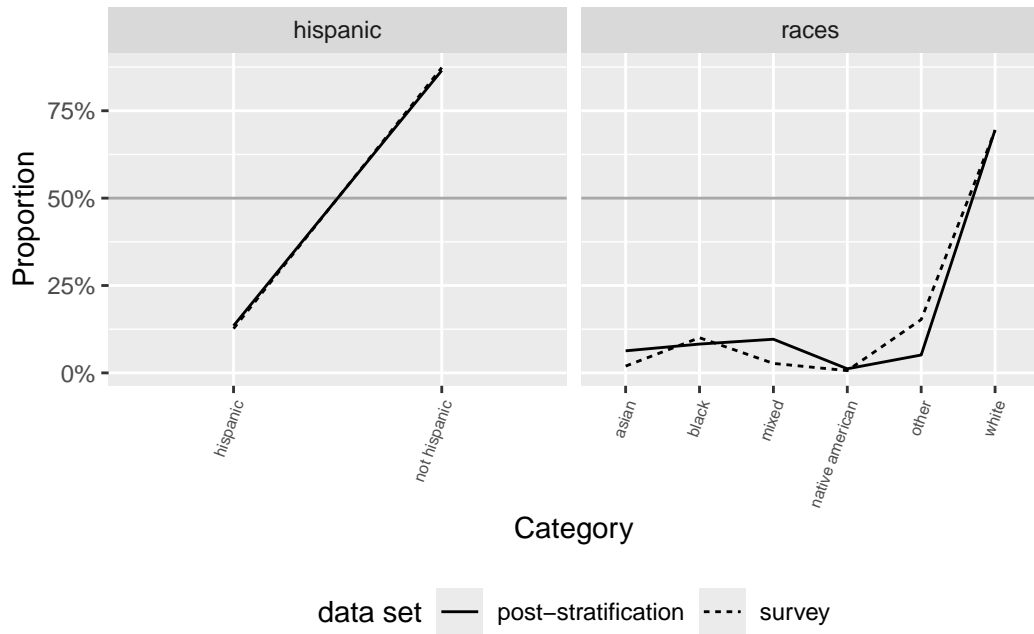 hispanic
races
75%
50%
25%
0%
Proportion
hispanic
not hispanic
asian
black
mixed
native american
other
white
Category
data set post−stratification survey